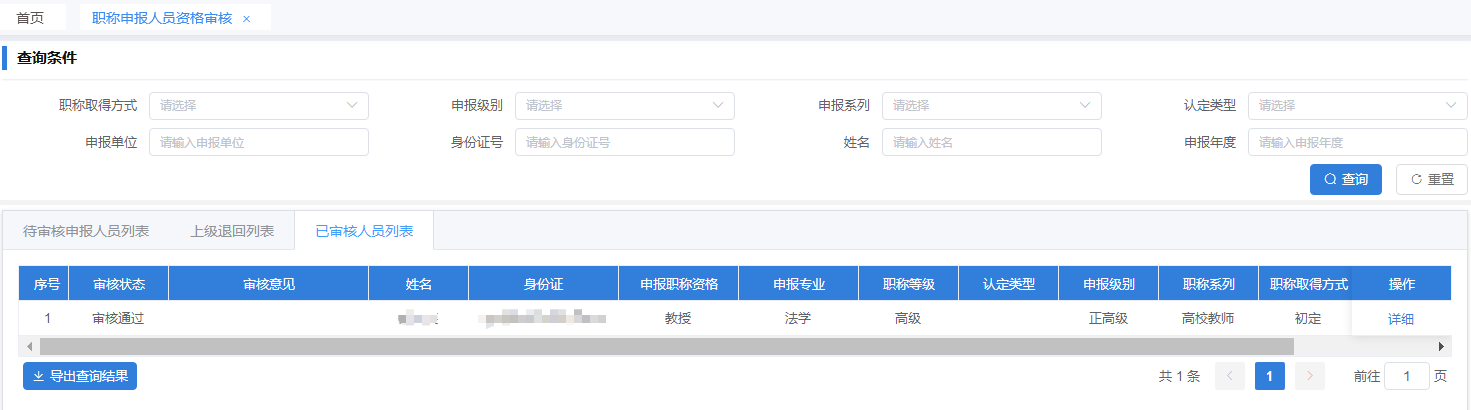 首页 职称申报人员资格审核 ×
查询条件
职称取得方式 请选择 申报级别 请选择 申报系列 请选择 认定类型 请选择
申报单位 请输入申报单位 身份证号 请输入身份证号 姓名 请输入姓名 申报年度 请输入申报年度
查询 重置
待审核申报人员列表 上级退回列表 已审核人员列表
序号 审核状态 审核意见 姓名 身份证 申报职称资格 申报专业 职称等级 认定类型 申报级别 职称系列 职称取得方式 操作
1 审核通过 教授 法学 高级 正高级 高校教师 初定 详细
导出查询结果 共 1 条 1 前往 1 页